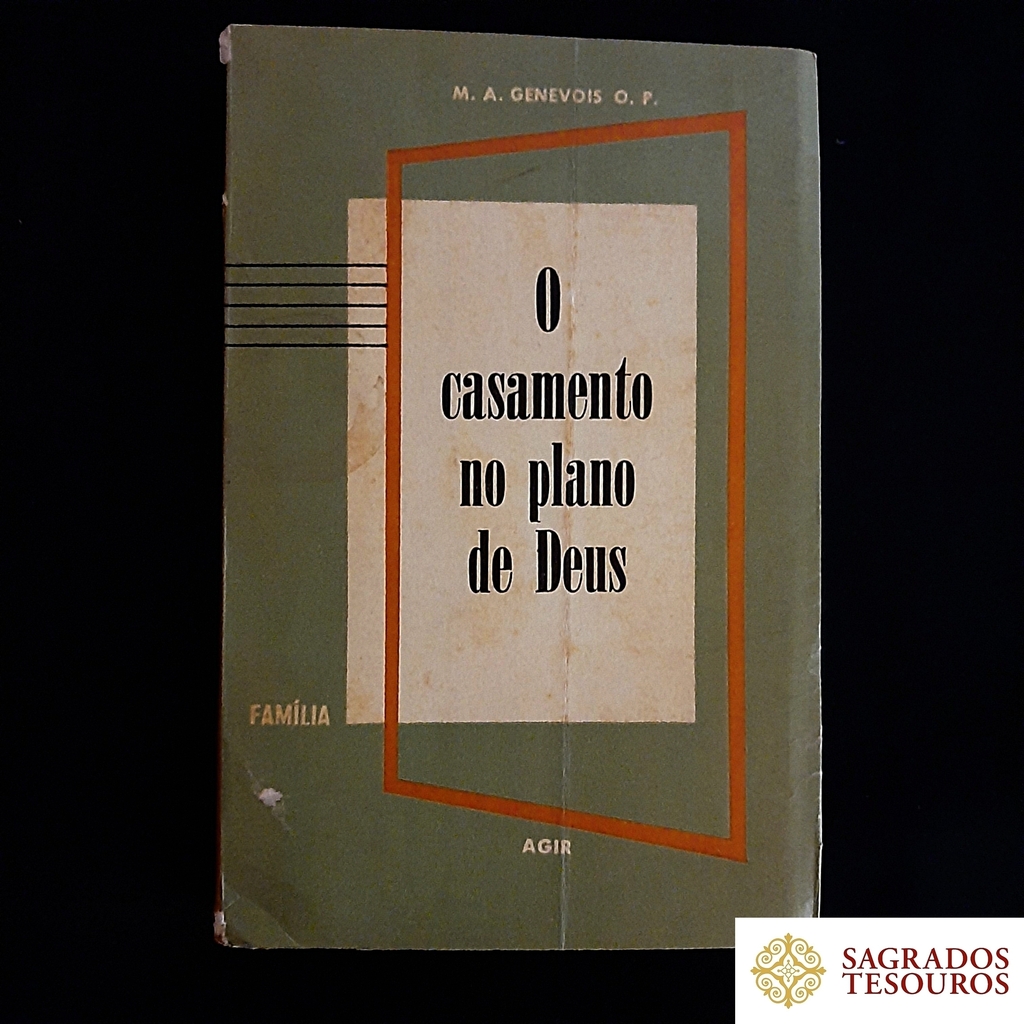 M. A. GENEVOIS O. P.
O
casamento
no plano
de Deus
FAMÍLIA
AGIR
SAGRADOS
TESOUROS